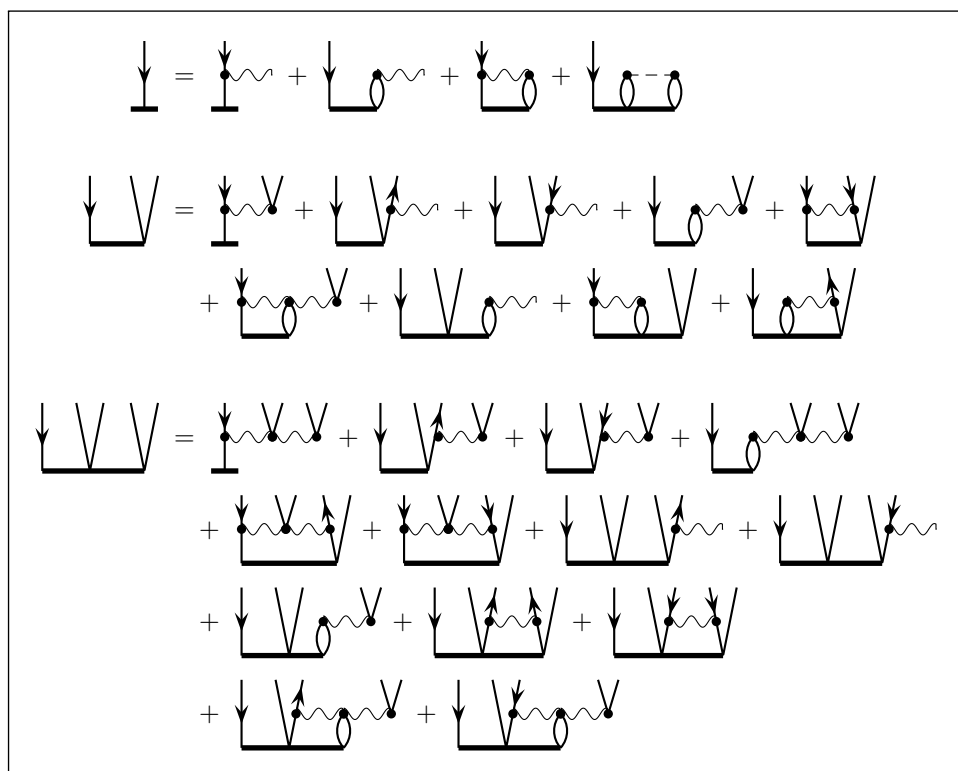 = + + +
= + + + +
+ + + +
= + + +
+ + + +
+ + +
+ +